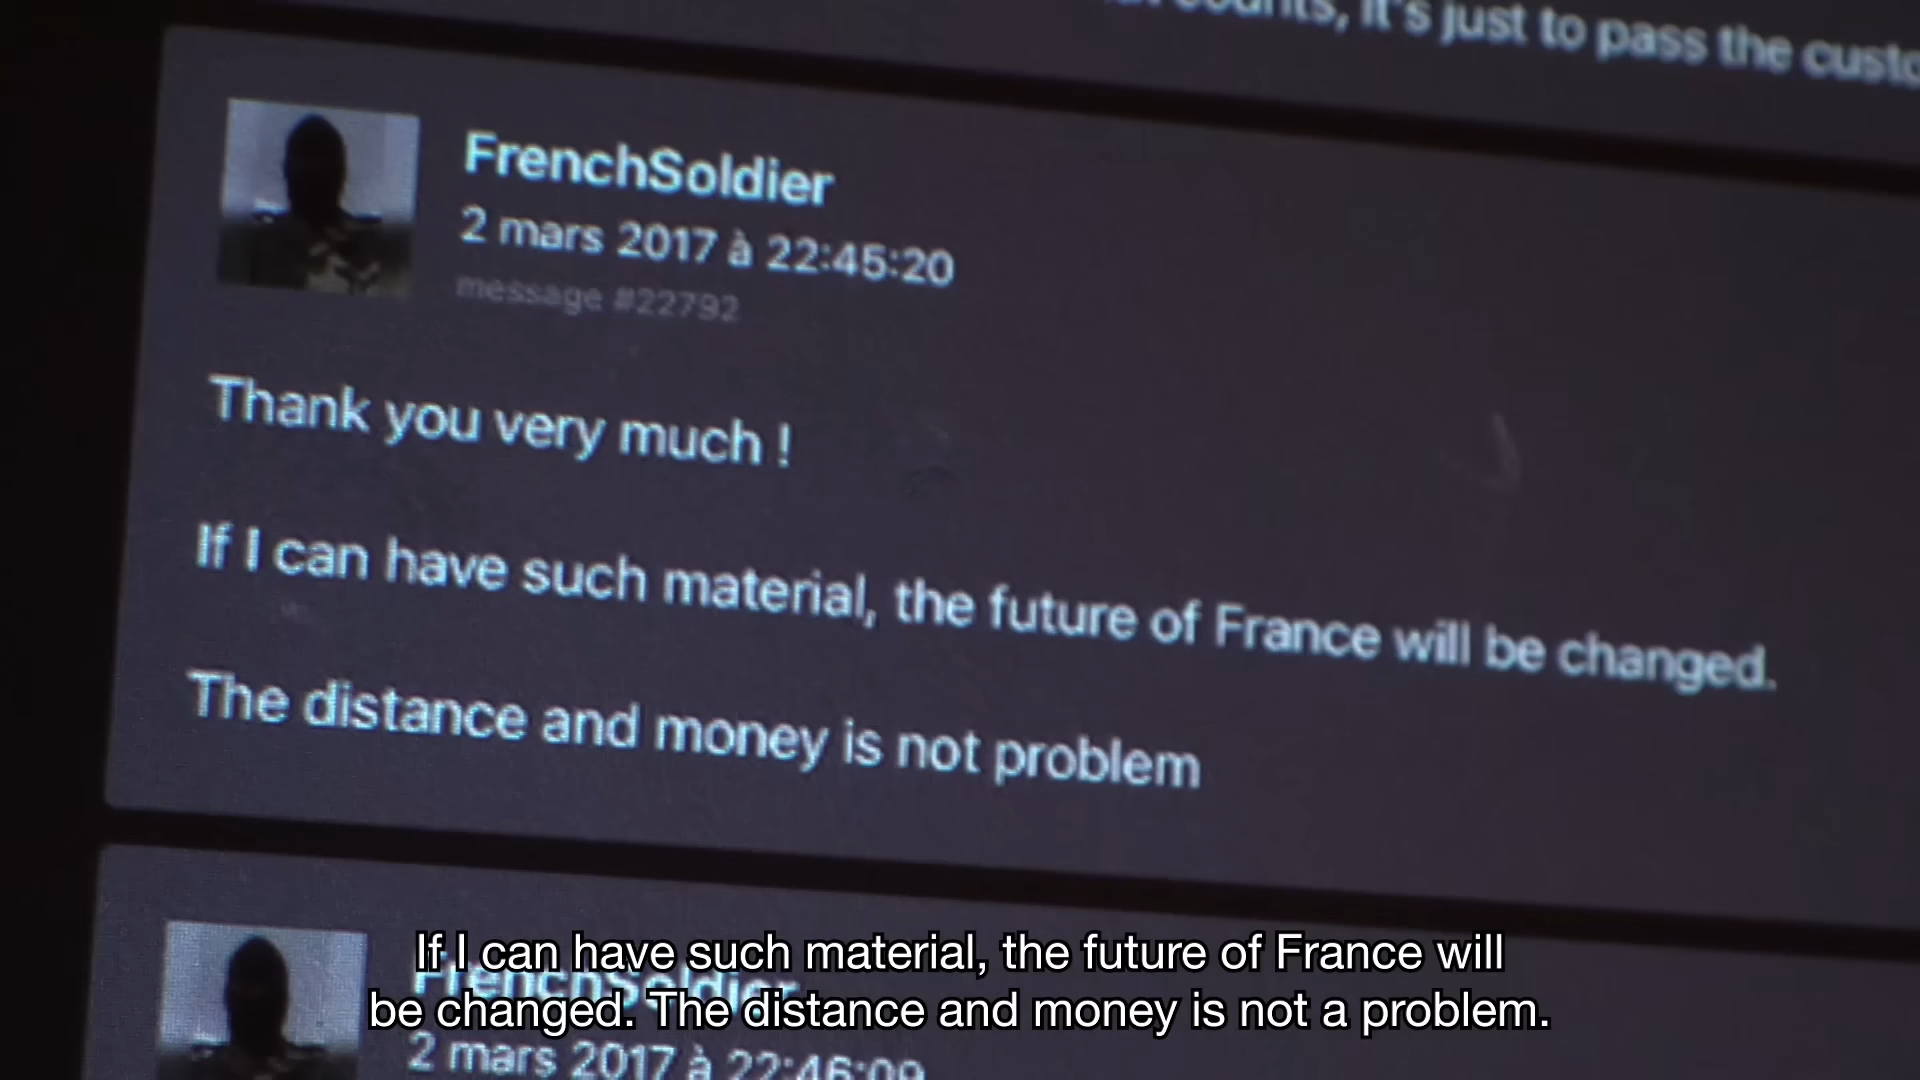 counts, it's just to pass the
FrenchSoldier
2 mars 2017 à 22:45:20
message #22792
Thank you very much !
If I can have such material, the future of France will be changed.
The distance and money is not problem
FrenchSoldier
2 mars 2017 à 22:46:09
If I can have such material, the future of France will
be changed. The distance and money is not a problem.